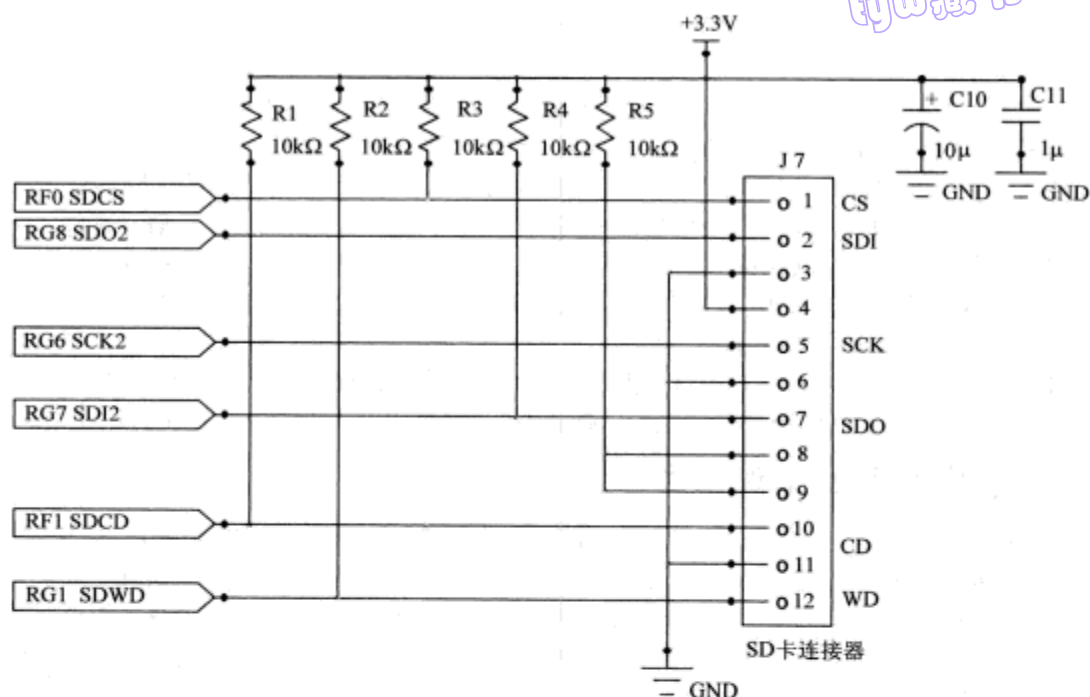 +3.3V
R1
10kΩ
R2
10kΩ
R3
10kΩ
R4
10kΩ
R5
10kΩ
+ C10
10μ
GND
C11
1μ
GND
J 7
RF0 SDCS
RG8 SDO2
RG6 SCK2
RG7 SDI2
RF1 SDCD
RG1 SDWD
1 CS
2 SDI
3
4
5 SCK
6
7 SDO
8
9
10
11 CD
12 WD
SD卡连接器
GND